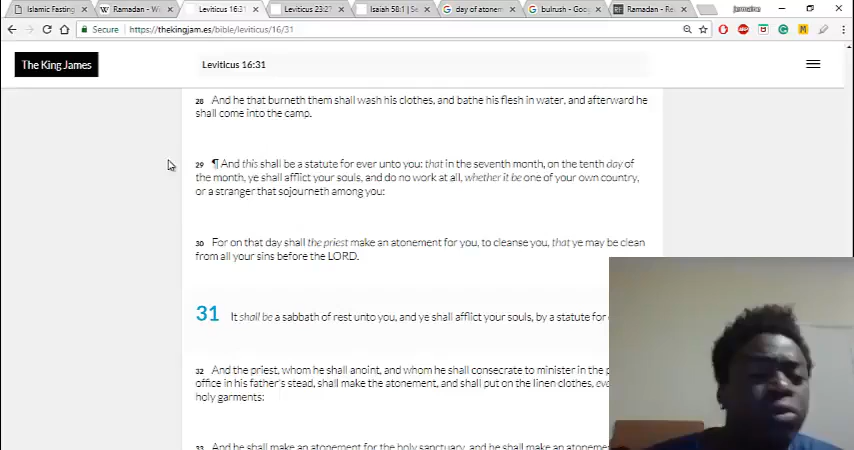 Islamic Fasting
Ramadan - W
Leviticus 16:31
Leviticus 23:27
Isaiah 58:1 | Se
day of atonem
bulrush - Goo
Ramadan - Re
jermaine
Secure
https://thekingjam.es/bible/leviticus/16/31
The King James
Leviticus 16:31
28 And he that burneth them shall wash his clothes, and bathe his flesh in water, and afterward he
shall come into the camp.
29 ¶ And this shall be a statute for ever unto you: that in the seventh month, on the tenth day of
the month, ye shall afflict your souls, and do no work at all, whether it be one of your own country,
or a stranger that sojourneth among you:
30 For on that day shall the priest make an atonement for you, to cleanse you, that ye may be clean
from all your sins before the LORD.
31 It shall be a sabbath of rest unto you, and ye shall afflict your souls, by a statute for
32 And the priest, whom he shall anoint, and whom he shall consecrate to minister in the p
office in his father's stead, shall make the atonement, and shall put on the linen clothes,
holy garments:
33 And he shall make an atonement for the holy sanctuary, and he shall make an atoneme